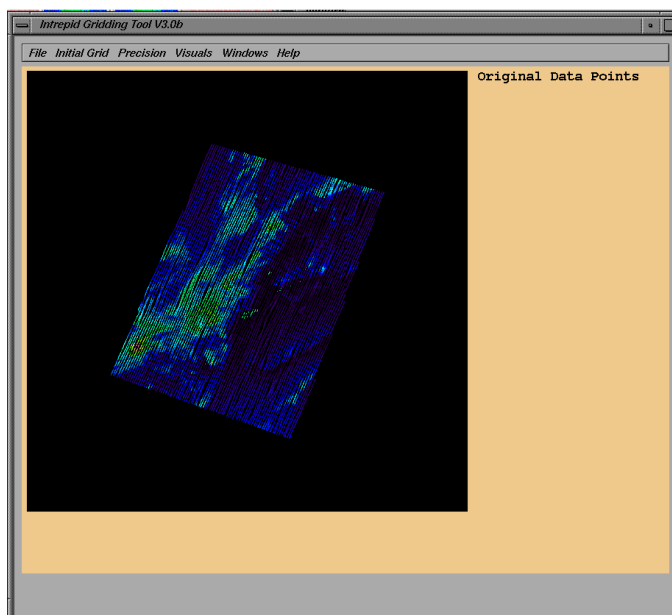 Intrepid Gridding Tool V3.0b
File Initial Grid Precision Visuals Windows Help
Original Data Points